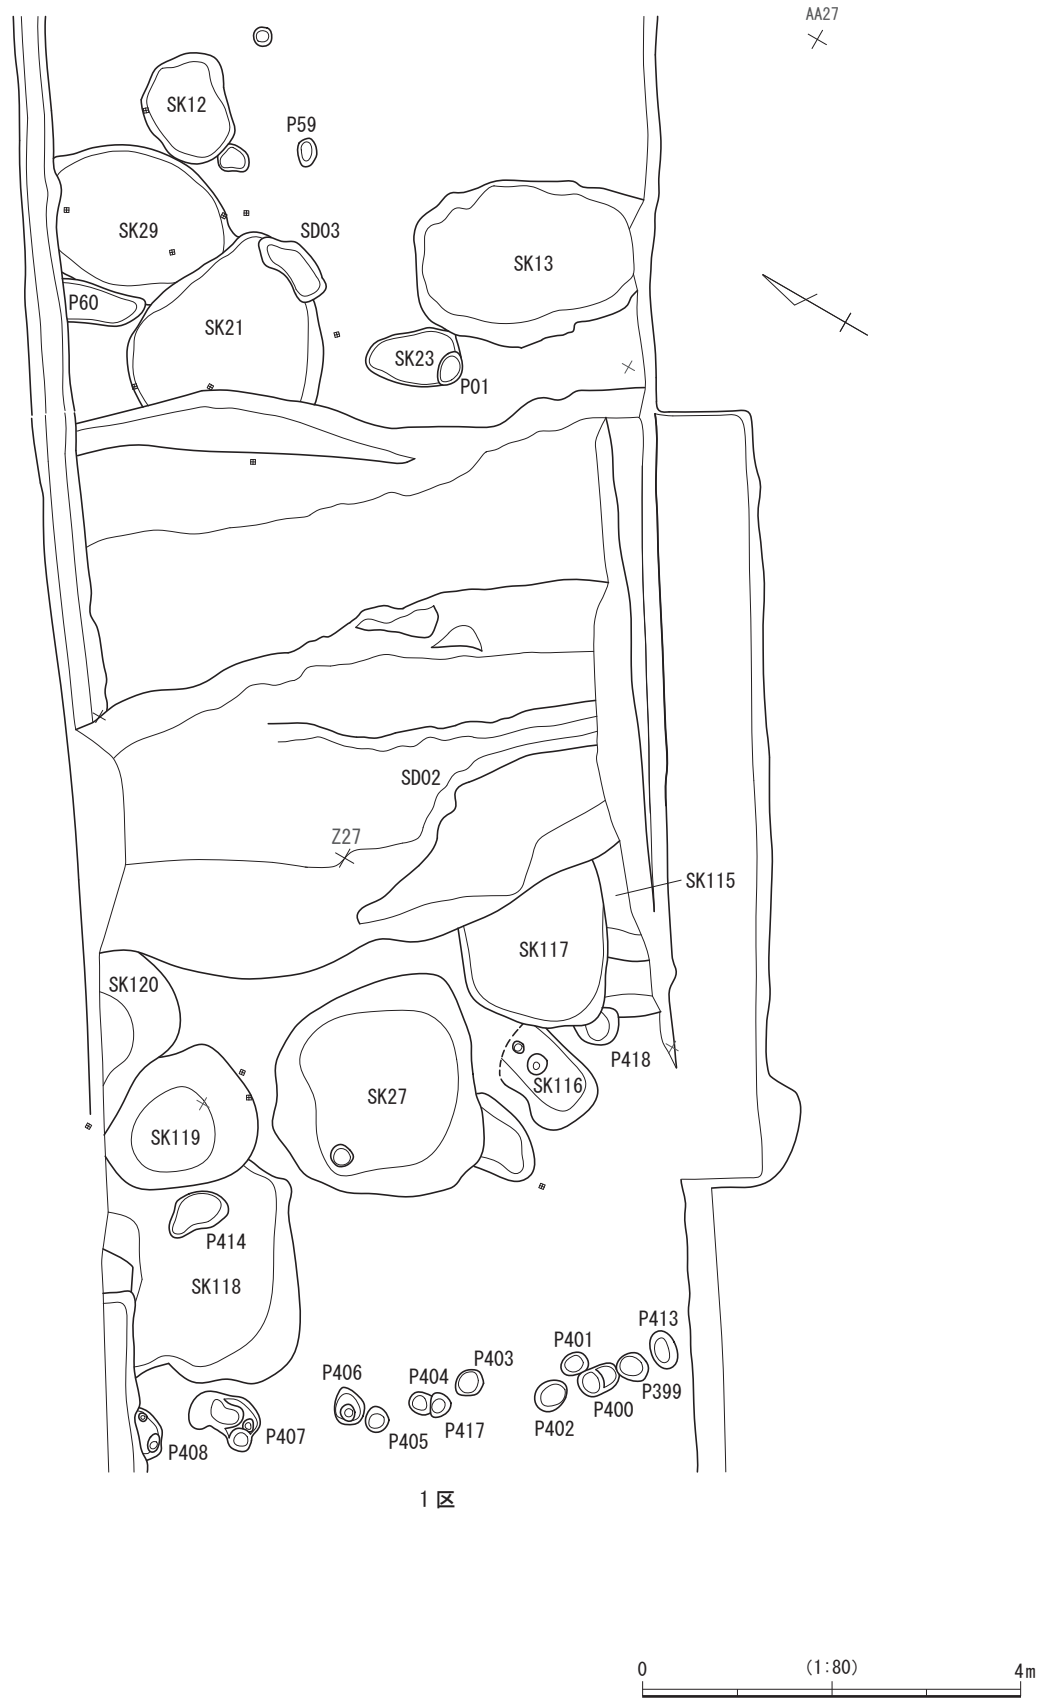 AA27
SK12
P59
SK29
SD03
SK13
P60
SK21
SK23
P01
SD02
Z27
SK115
SK117
SK120
P418
SK116
SK27
SK119
P414
SK118
P413
P401
P403
P406
P404
P399
P400
P402
P417
P405
P407
P408
1区
0
(1:80)
4m